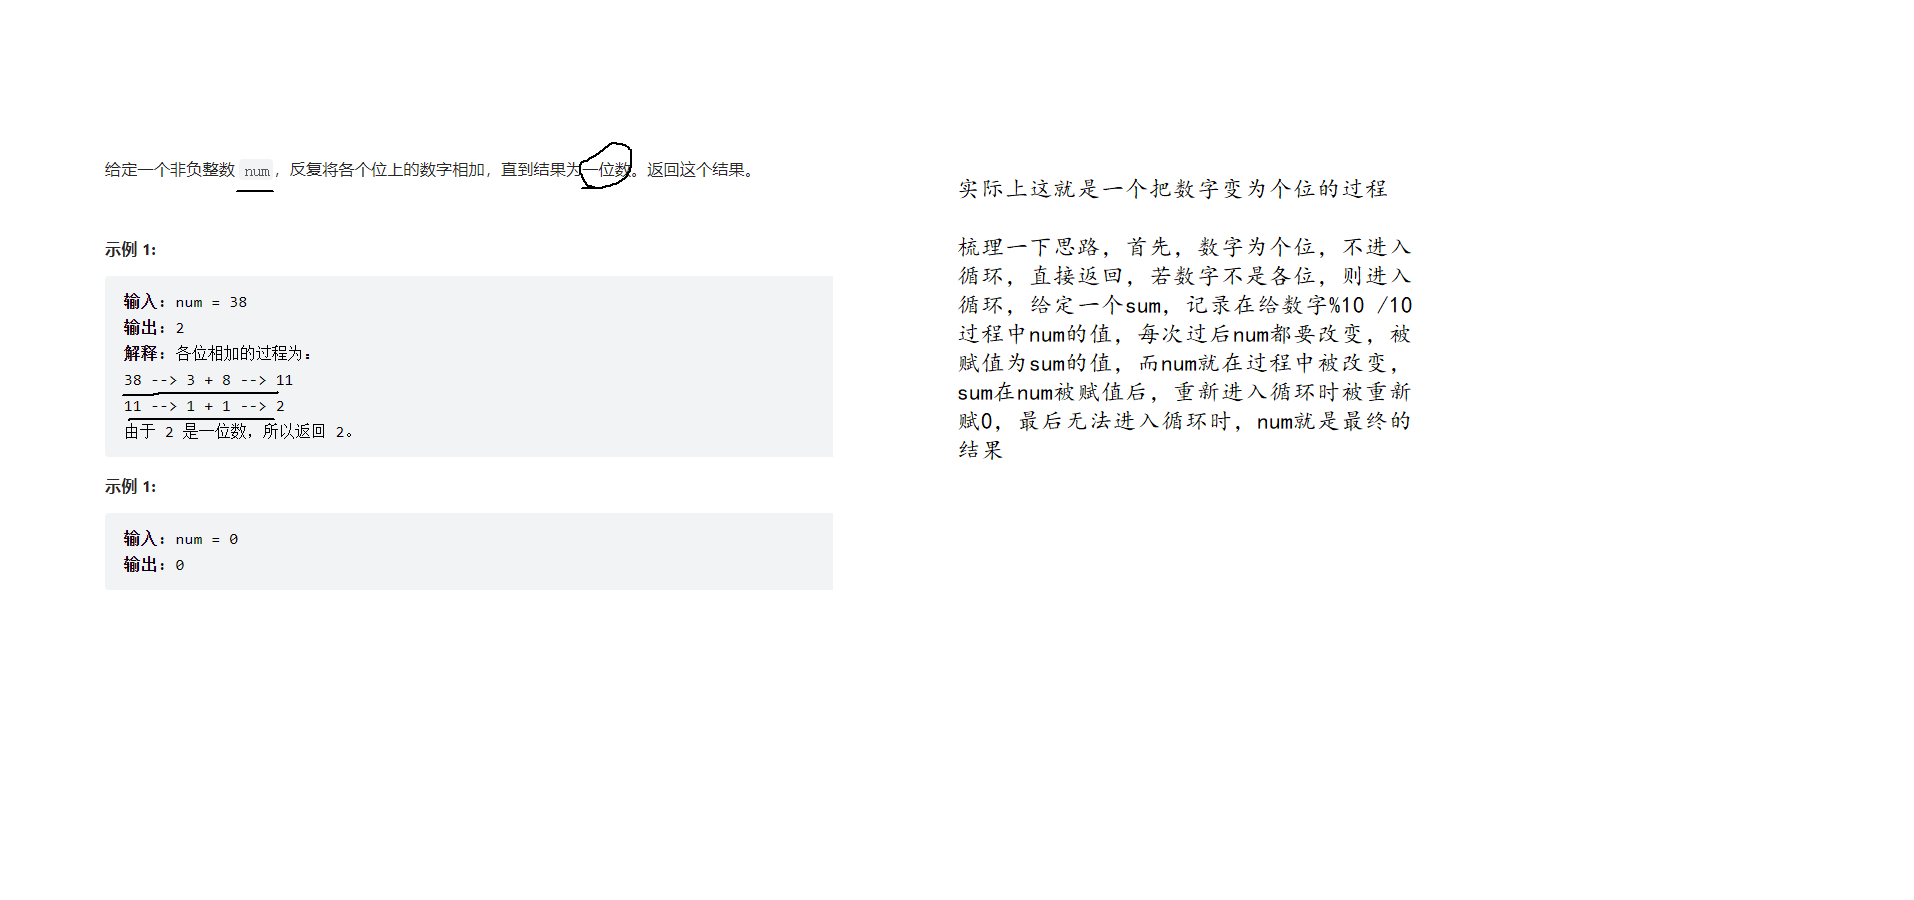 给定一个非负整数 num ，反复将各个位上的数字相加，直到结果为一位数。返回这个结果。
示例 1:
输入：num = 38
输出：2
解释：各位相加的过程为：
38 --> 3 + 8 --> 11
11 --> 1 + 1 --> 2
由于 2 是一位数，所以返回 2。
示例 1:
输入：num = 0
输出：0
实际上这就是一个把数字变为个位的过程
梳理一下思路，首先，数字为个位，不进入
循环，直接返回，若数字不是各位，则进入
循环，给定一个sum，记录在给数字%10 /10
过程中num的值，每次过后num都要改变，被
赋值为sum的值，而num就在过程中被改变，
sum在num被赋值后，重新进入循环时被重新
赋0，最后无法进入循环时，num就是最终的
结果